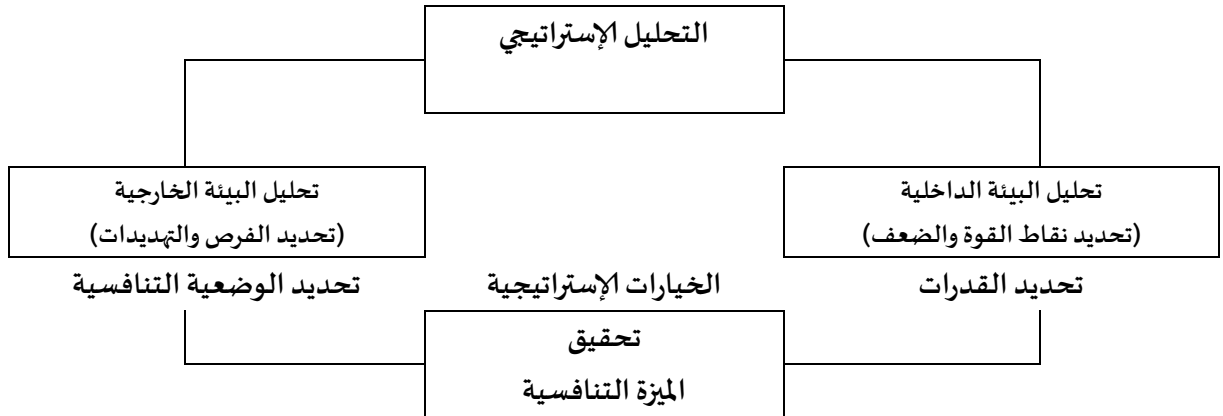 التحليل الإستراتيجي
تحليل البيئة الداخلية
(تحديد نقاط القوة والضعف)
تحليل البيئة الخارجية
(تحديد الفرص والتهديدات)
تحديد القدرات
الخيارات الإستراتيجية
تحديد الوضعية التنافسية
تحقيق
الميزة التنافسية